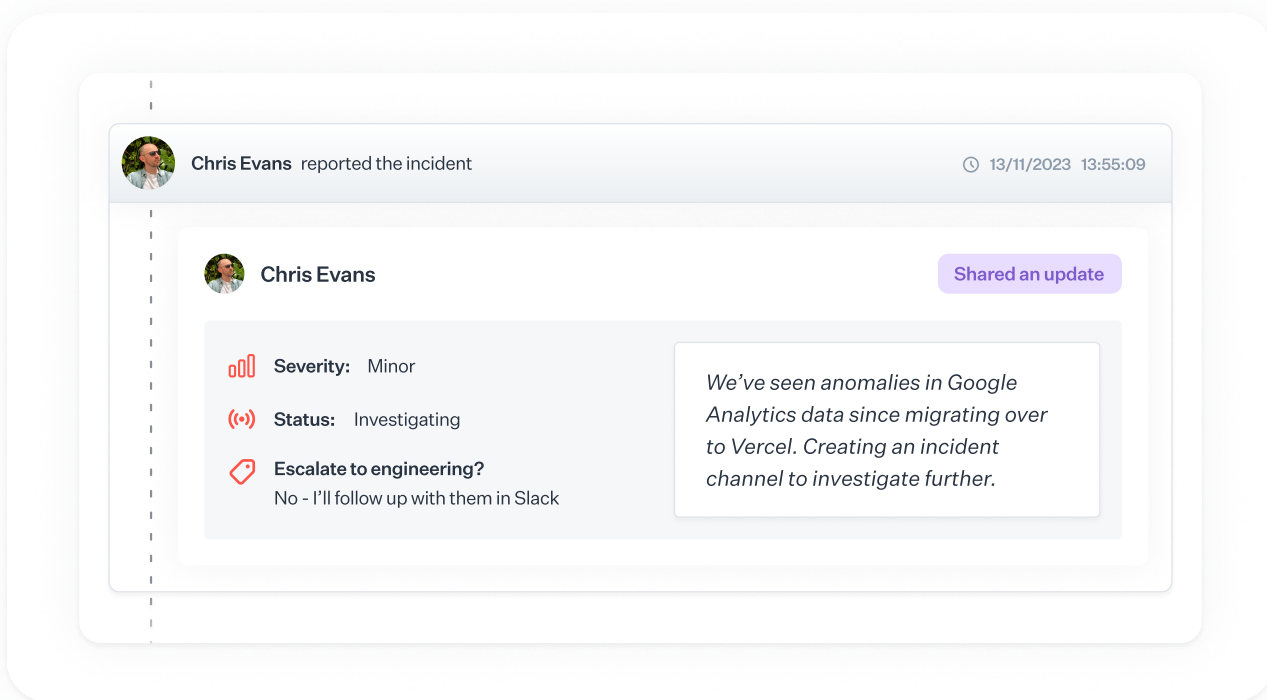 Chris Evans reported the incident
13/11/2023 13:55:09
Chris Evans
Shared an update
Severity: Minor
Status: Investigating
Escalate to engineering?
No - I’ll follow up with them in Slack
We’ve seen anomalies in Google
Analytics data since migrating over
to Vercel. Creating an incident
channel to investigate further.